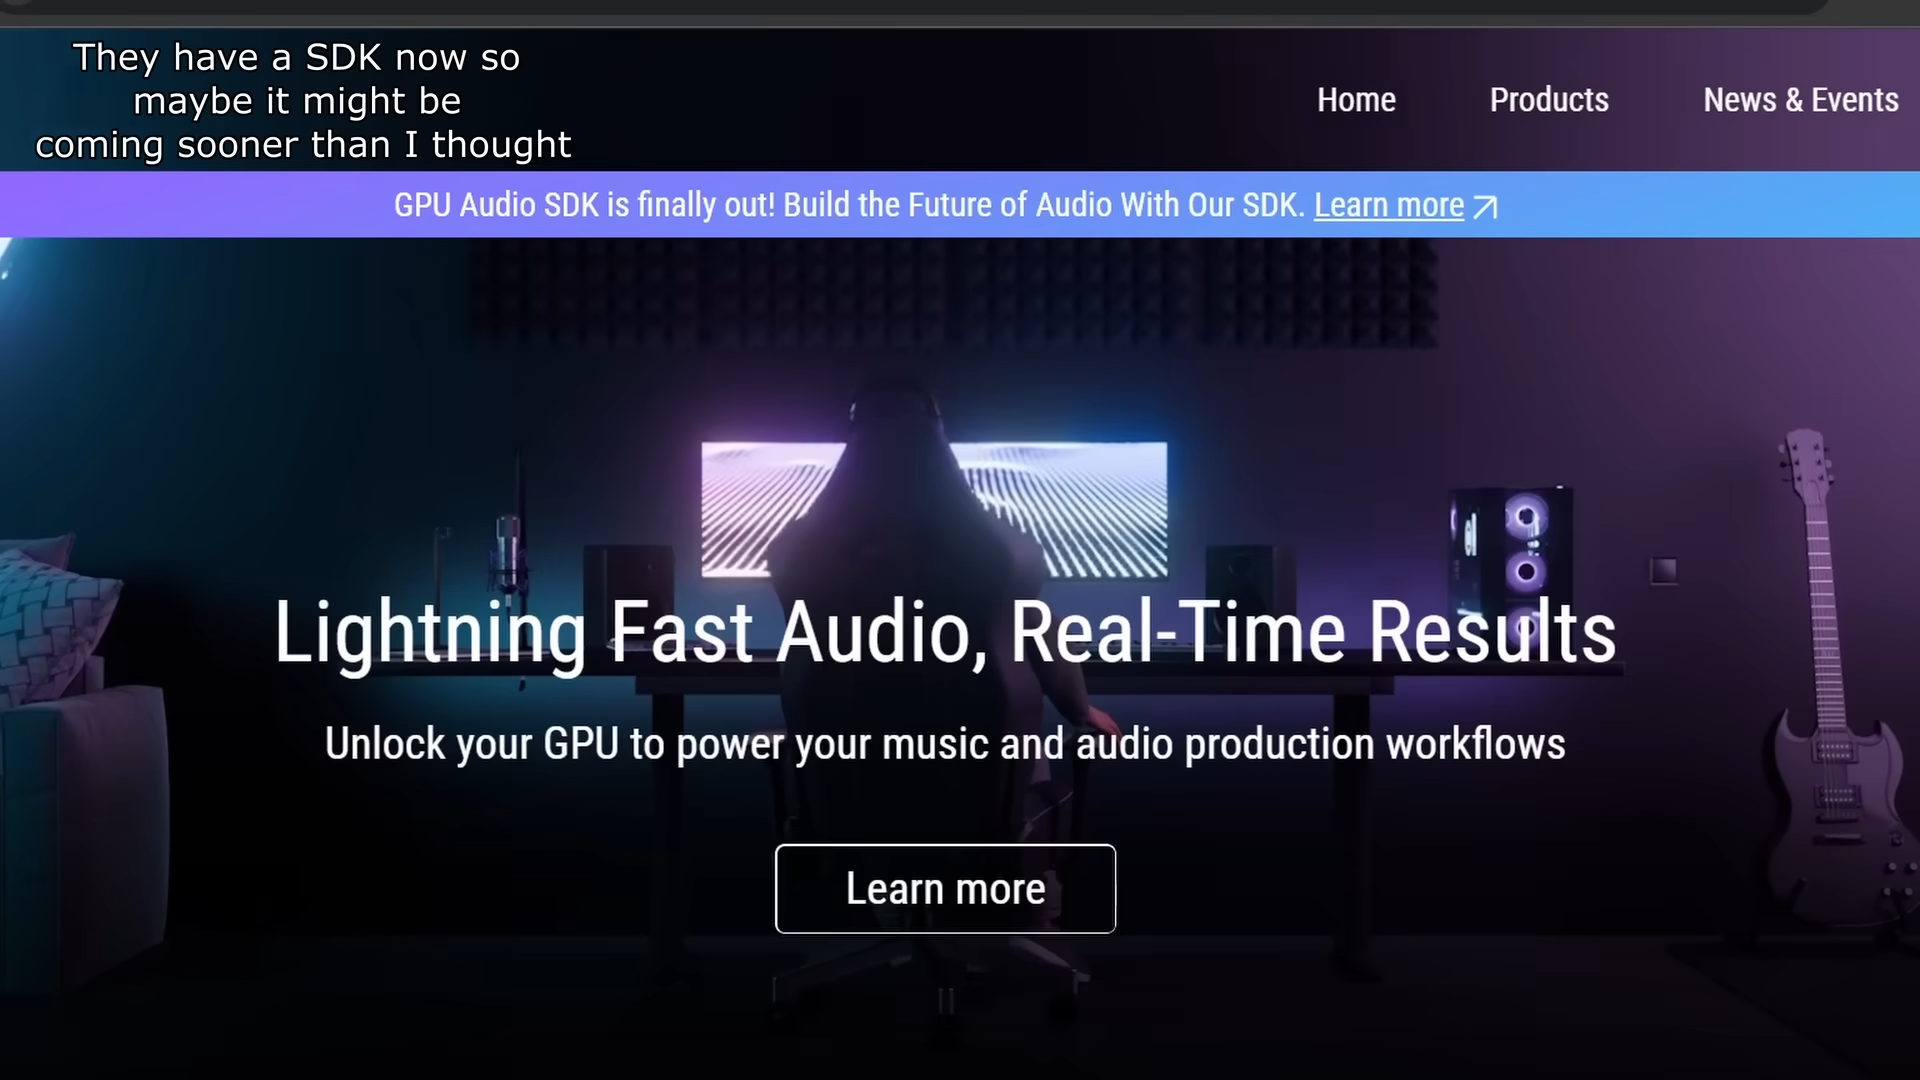 They have a SDK now so
maybe it might be
coming sooner than I thought
Home Products News & Events
GPU Audio SDK is finally out! Build the Future of Audio With Our SDK. Learn more
Lightning Fast Audio, Real-Time Results
Unlock your GPU to power your music and audio production workflows
Learn more